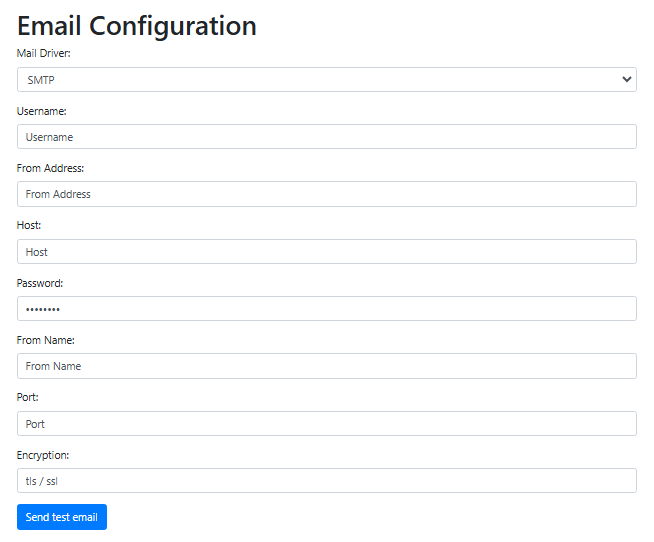 Email Configuration
Mail Driver:
SMTP
Username:
Username
From Address:
From Address
Host:
Host
Password:
••••••••
From Name:
From Name
Port:
Port
Encryption:
tls / ssl
Send test email